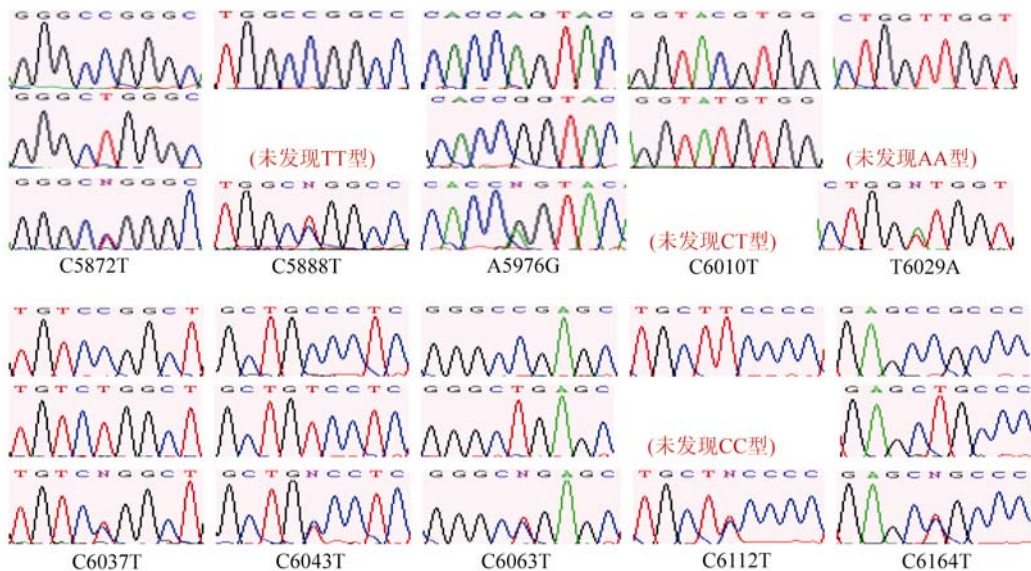 GGGCCGGGC TGGCCCGGCC CACCAGTAC GGTACGTGG CTGGTTGGT
GGGCTGGGC CACCGGTAC GGTATGTGG
(未发现TT型) (未发现AA型)
GGGCNGGGC TGGCNGGCC CACCNGTAC CTGGNTGGT
(未发现CT型)
C5872T C5888T A5976G C6010T T6029A
TGTCCGGCT GCTGCCCTC GGGCCGAGC TGCTTCCCC GAGCCGCCC
TGTCTGGCT GCTGTCCTC GGGCTGAGC GAGCTGCCC
(未发现CC型)
TGTCNGGCT GCTGNCCTC GGGCNGAGC TGCTNCCCC GAGCNGCCC
C6037T C6043T C6063T C6112T C6164T